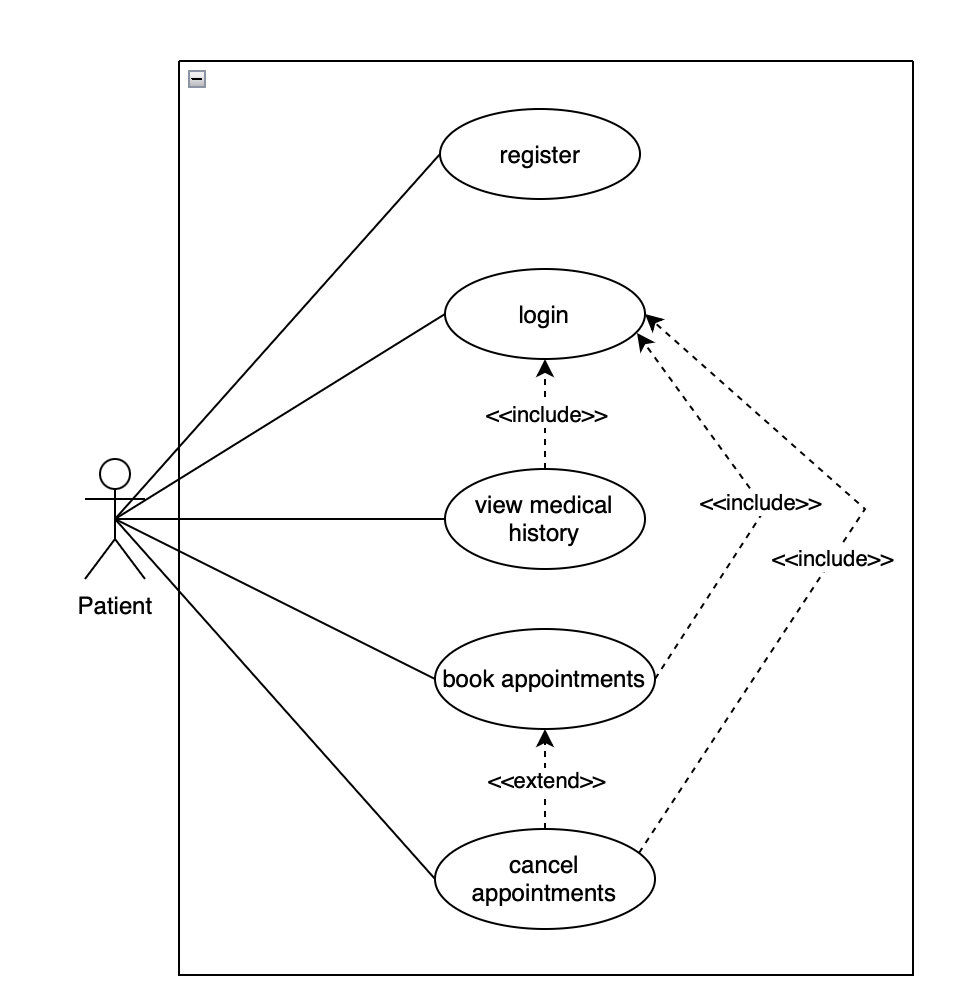 register
login
<<include>>
view medical
history
<<include>>
<<include>>
Patient
book appointments
<<extend>>
cancel
appointments